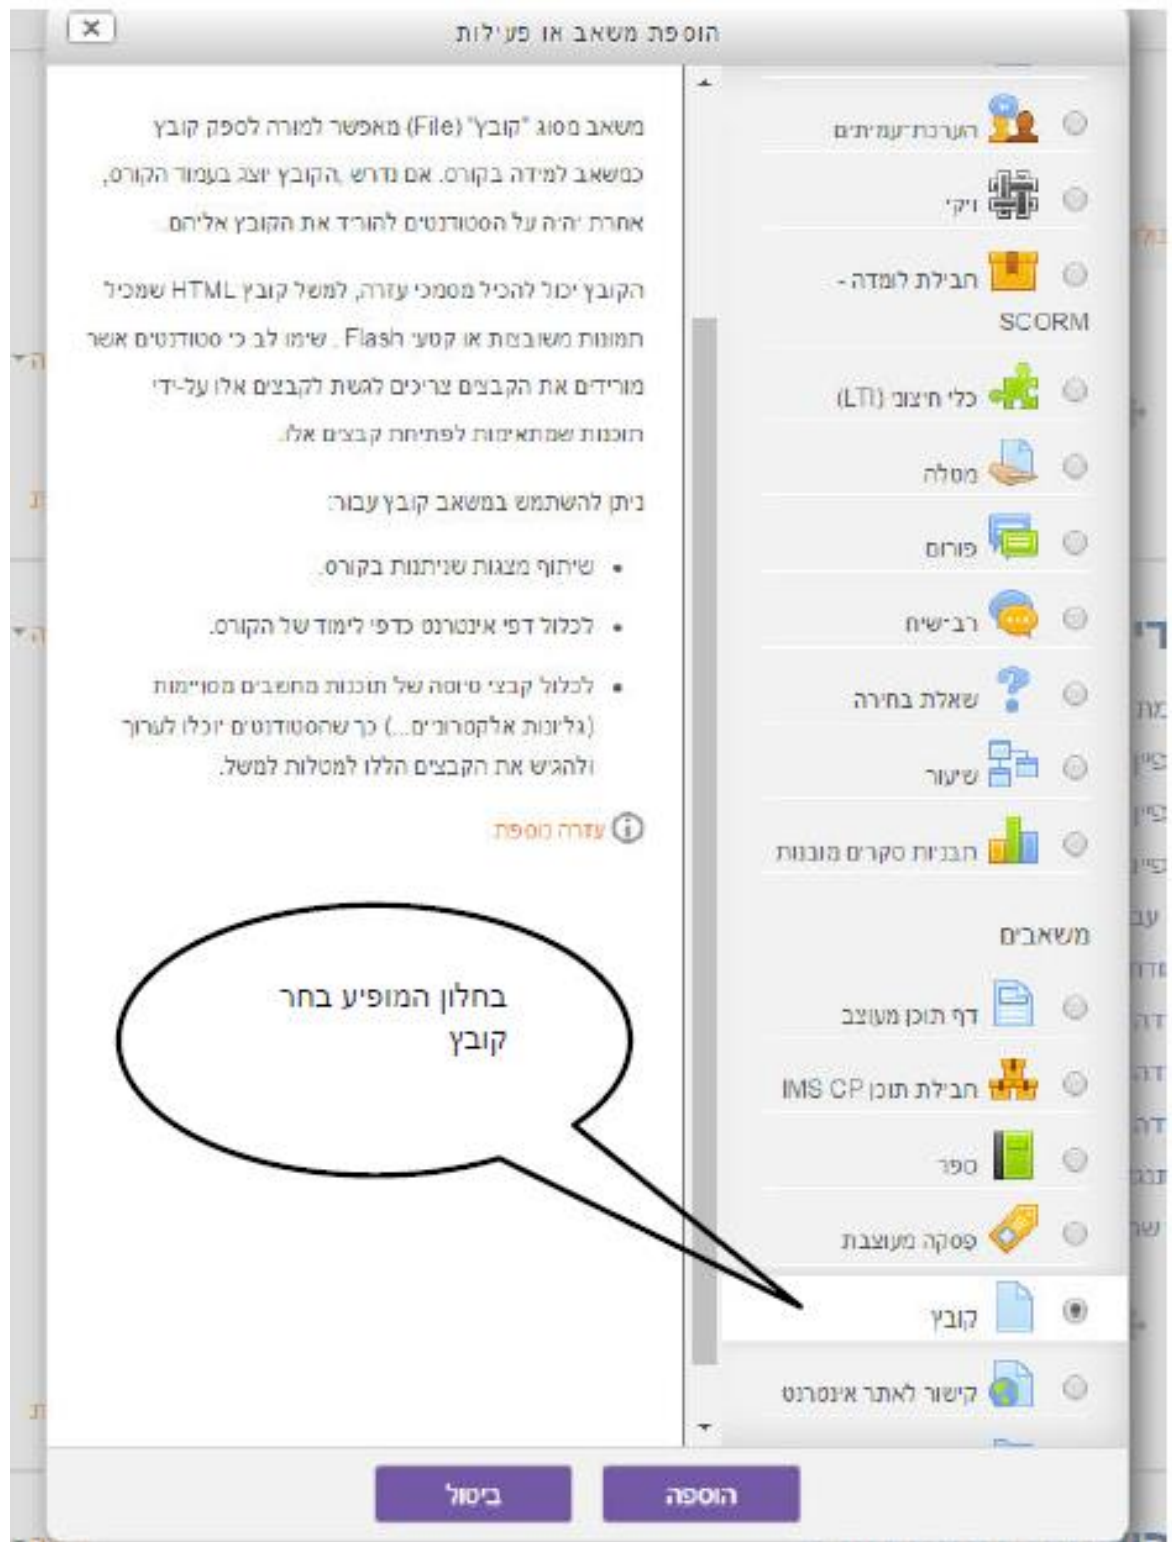 הוספת משאב או פעילות
הערכת־עמיתים
ויקי
חבילת לומדה -
SCORM
כלי חיצוני (LTI)
מטלה
פורום
רב־שיח
שאלת בחירה
שיעור
תבניות סקרים מובנות
משאבים
דף תוכן מעוצב
חבילת תוכן IMS CP
ספר
פסקה מעוצבת
קובץ
קישור לאתר אינטרנט
משאב מסוג "קובץ" (File) מאפשר למורה לספק קובץ
כמשאב למידה בקורס. אם נדרש ,הקובץ יוצג בעמוד הקורס,
אחרת יהיה על הסטודנטים להוריד את הקובץ אליהם.
הקובץ יכול להכיל מסמכי עזרה, למשל קובץ HTML שמכיל
תמונות משובצות או קטעי Flash . שימו לב כי סטודנטים אשר
מורידים את הקבצים צריכים לגשת לקבצים אלו על-ידי
תוכנות שמתאימות לפתיחת קבצים אלו.
ניתן להשתמש במשאב קובץ עבור:
• שיתוף מצגות שניתנות בקורס.
• לכלול דפי אינטרנט כדפי לימוד של הקורס.
• לכלול קבצי טיוטה של תוכנות מחשבים מסויימות
(גליונות אלקטרוניים...) כך שהסטודנטים יוכלו לערוך
ולהגיש את הקבצים הללו למטלות למשל.
עזרה נוספת
בחלון המופיע בחר
קובץ
הוספה
ביטול